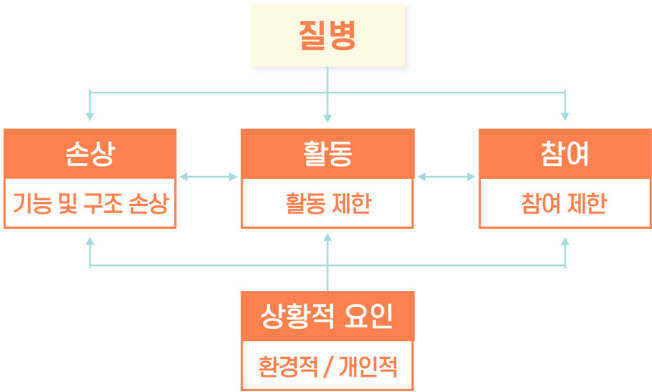 질병
손상
기능 및 구조 손상
활동
활동 제한
참여
참여 제한
상황적 요인
환경적 / 개인적